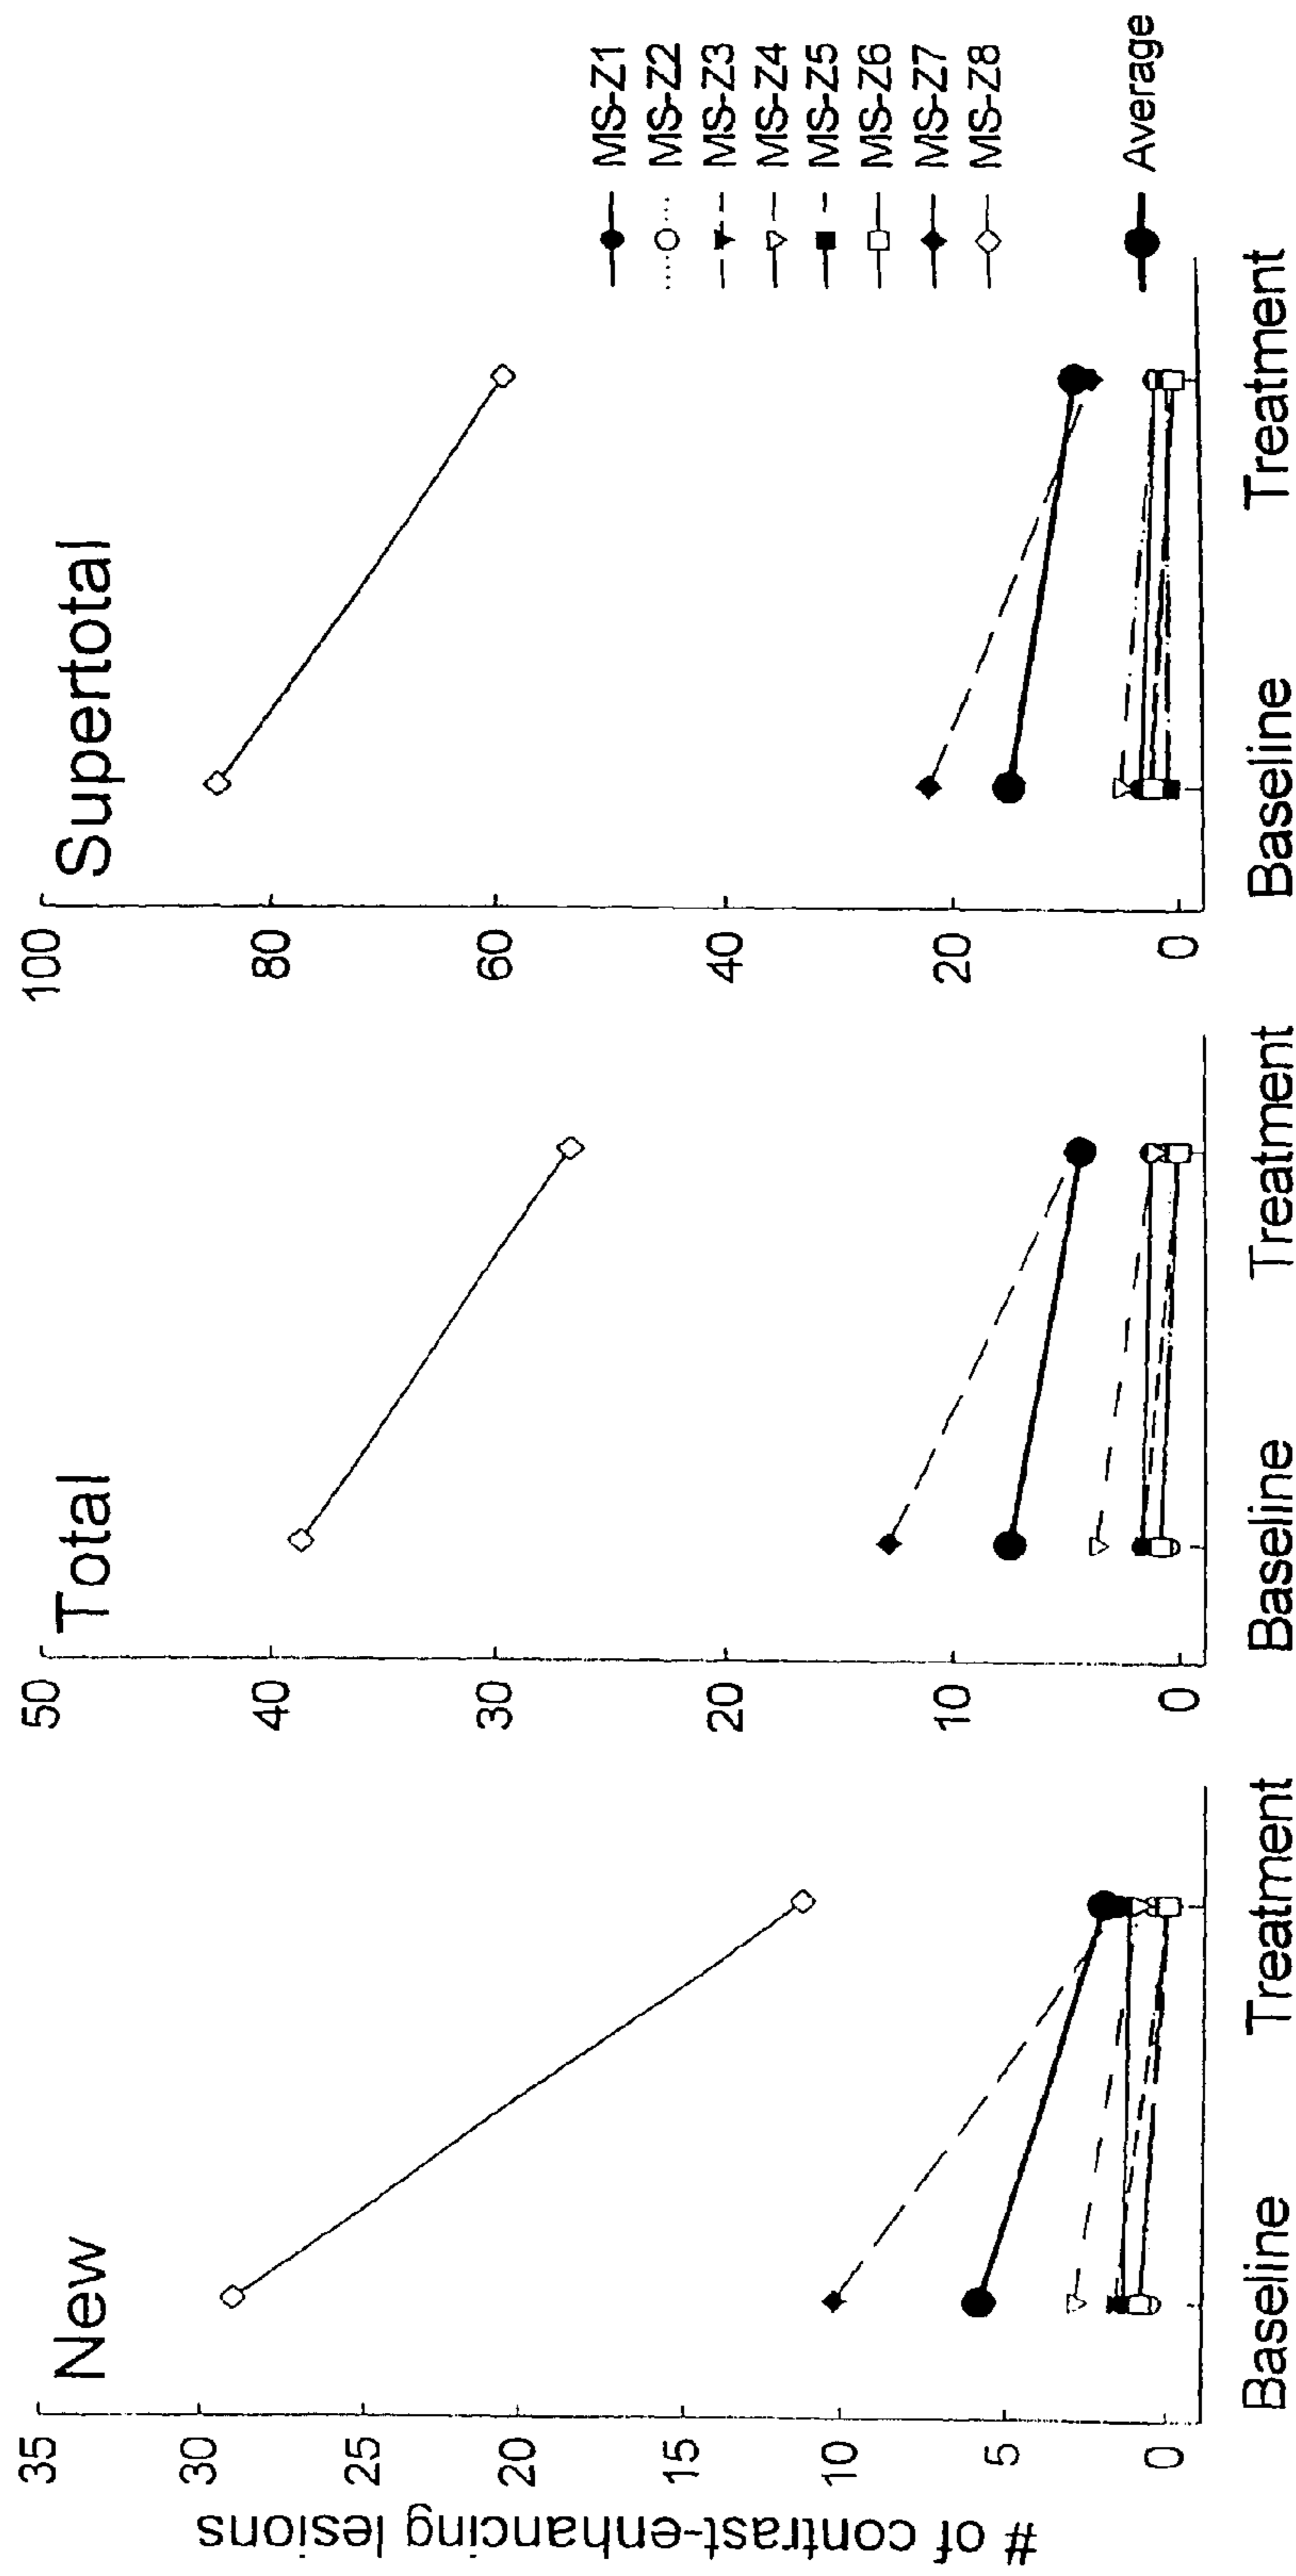 # of contrast-enhancing lesions
New
35
30
25
20
15
10
5
0
Baseline
Treatment
Total
50
40
30
20
10
0
Baseline
Treatment
Supertotal
100
80
60
40
20
0
Baseline
Treatment
MS-Z1
MS-Z2
MS-Z3
MS-Z4
MS-Z5
MS-Z6
MS-Z7
MS-Z8
Average